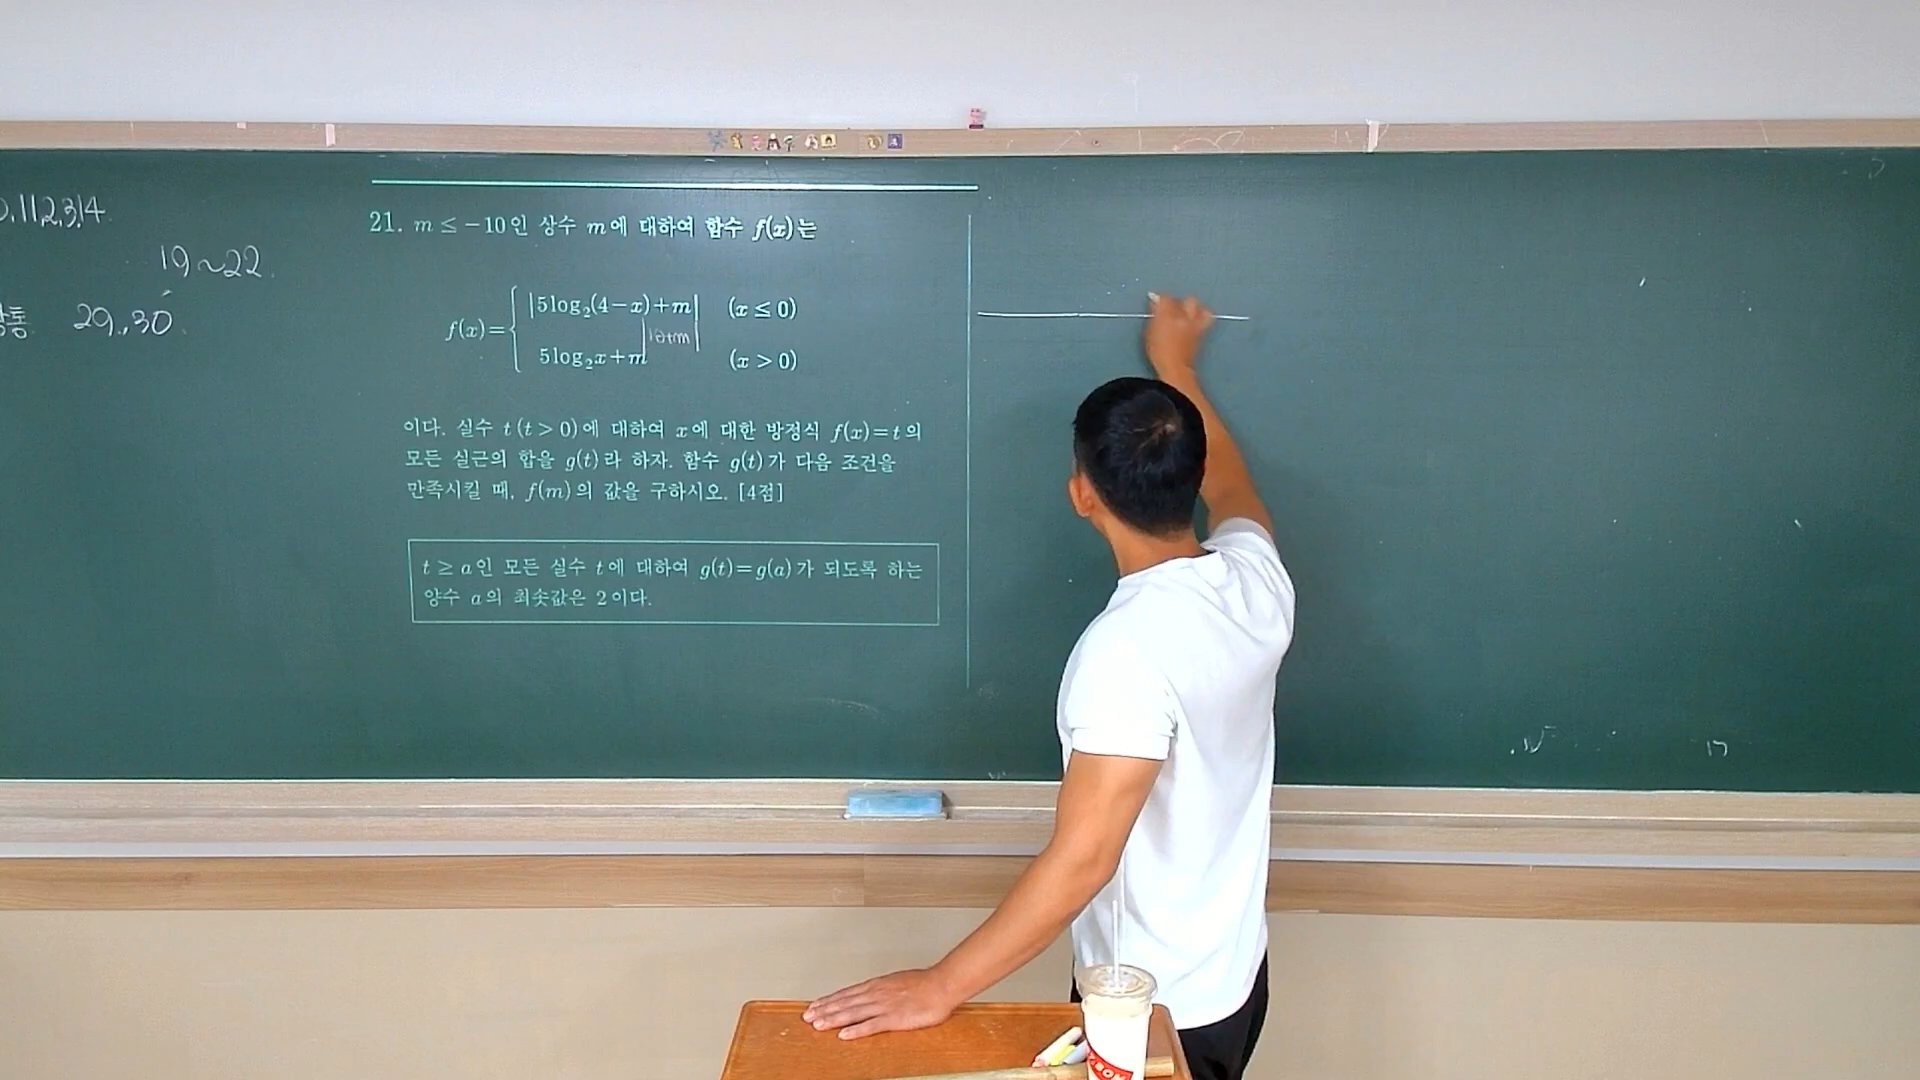 11,2,3,14
19~22
29, 30
21. m ≤ −10인 상수 m에 대하여 함수 f(x)는
f(x)={ |5log₂(4−x)+m| (x ≤ 0)
|10+m|
5log₂x+m (x > 0)
이다. 실수 t(t > 0)에 대하여 x에 대한 방정식 f(x)=t의
모든 실근의 합을 g(t)라 하자. 함수 g(t)가 다음 조건을
만족시킬 때, f(m)의 값을 구하시오. [4점]
t ≥ a인 모든 실수 t에 대하여 g(t)=g(a)가 되도록 하는
양수 a의 최솟값은 2이다.